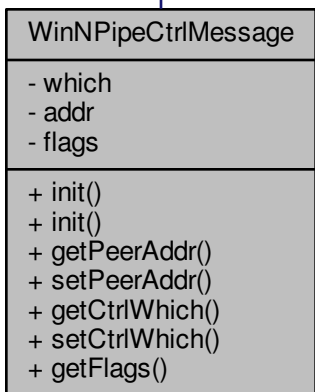 WinNPipeCtrlMessage
- which
- addr
- flags
+ init()
+ init()
+ getPeerAddr()
+ setPeerAddr()
+ getCtrlWhich()
+ setCtrlWhich()
+ getFlags()